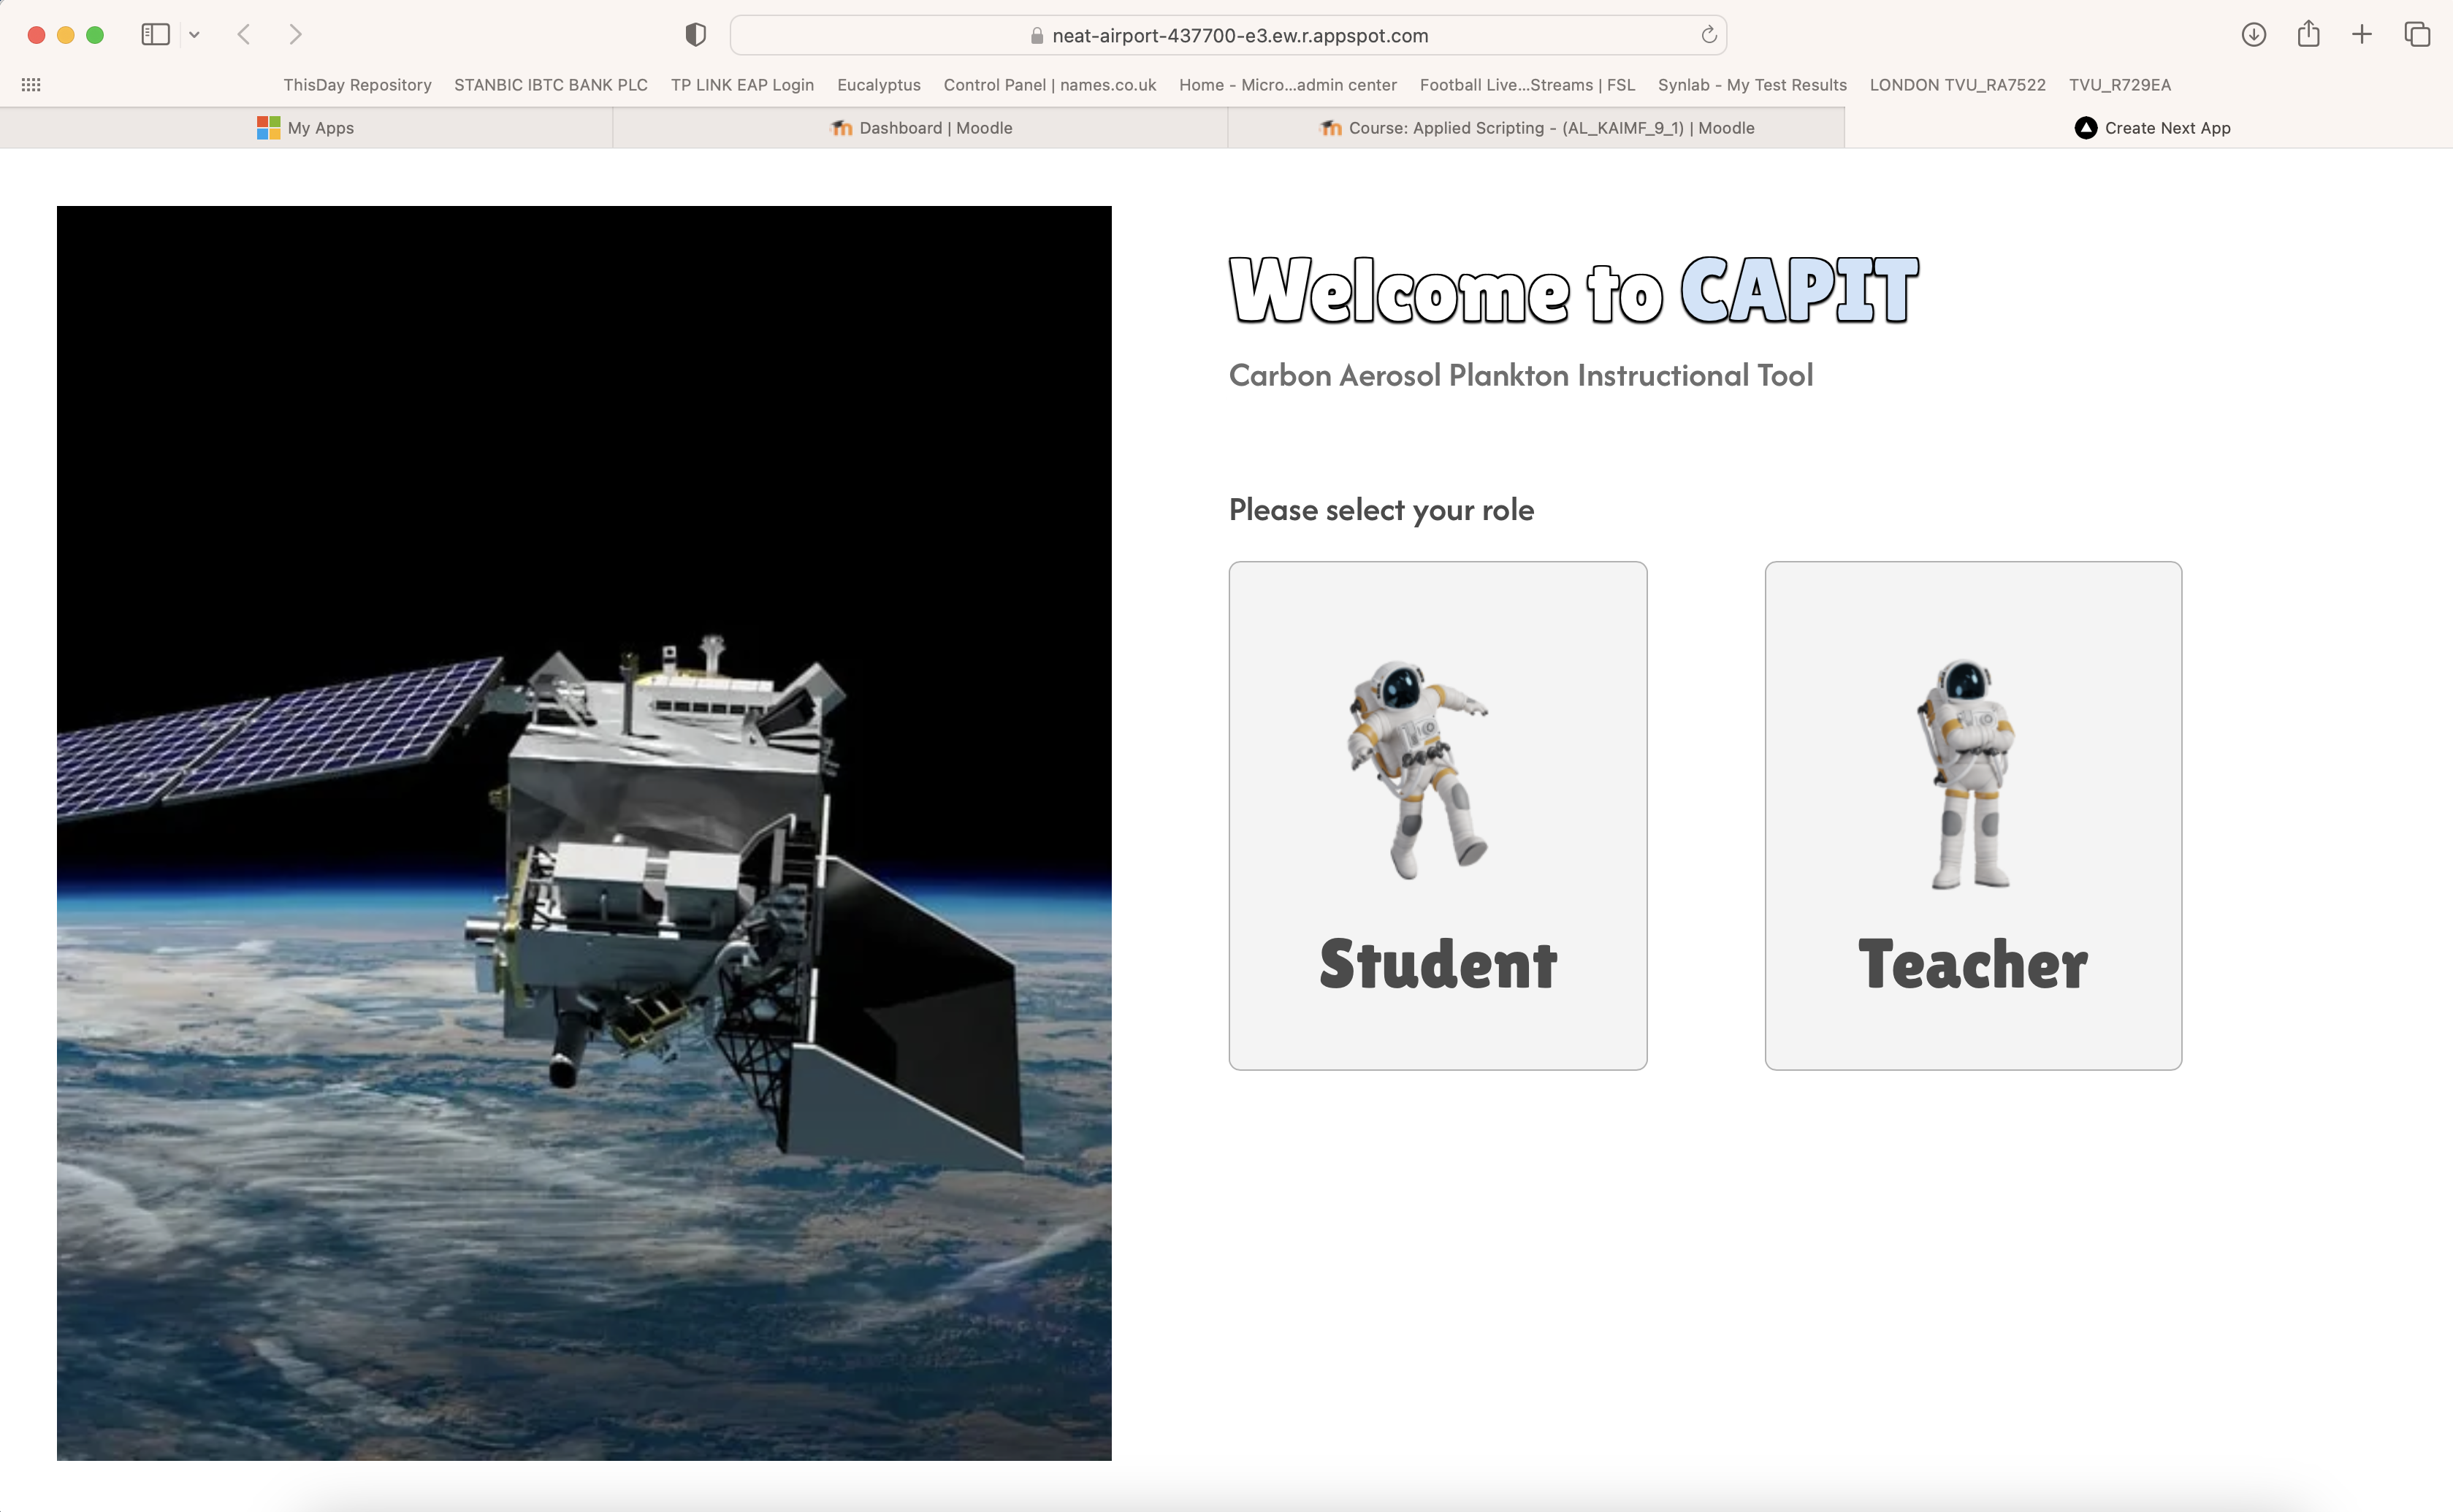 neat-airport-437700-e3.ew.r.appspot.com
ThisDay Repository STANBIC IBTC BANK PLC TP LINK EAP Login Eucalyptus Control Panel | names.co.uk Home - Micro...admin center Football Live...Streams | FSL Synlab - My Test Results LONDON TVU_RA7522 TVU_R729EA
My Apps Dashboard | Moodle Course: Applied Scripting - (AL_KAIMF_9_1) | Moodle Create Next App
Welcome to CAPIT
Carbon Aerosol Plankton Instructional Tool
Please select your role
Student Teacher